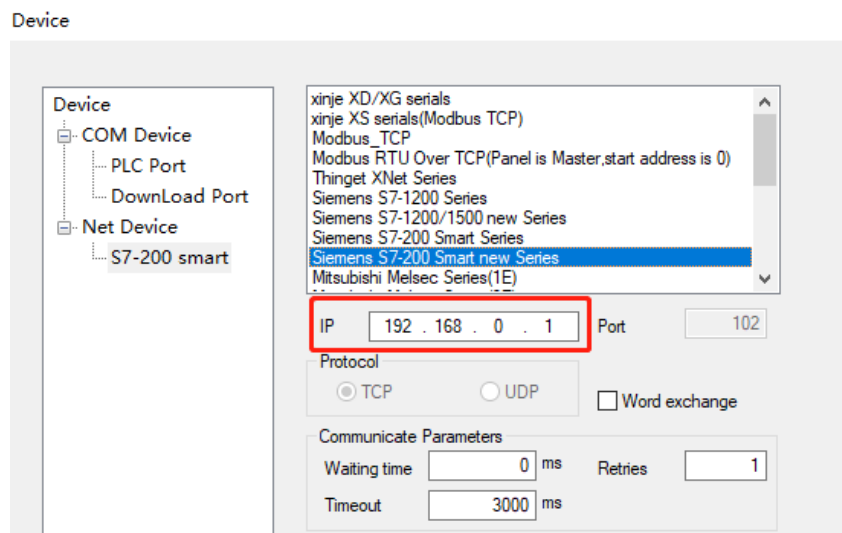 Device
Device
COM Device
PLC Port
DownLoad Port
Net Device
S7-200 smart
xinje XD/XG serials
xinje XS serials(Modbus TCP)
Modbus_TCP
Modbus RTU Over TCP(Panel is Master,start address is 0)
Thinget XNet Series
Siemens S7-1200 Series
Siemens S7-1200/1500 new Series
Siemens S7-200 Smart Series
Siemens S7-200 Smart new Series
Mitsubishi Melsec Series(1E)
IP 192 . 168 . 0 . 1 Port 102
Protocol
TCP UDP
Word exchange
Communicate Parameters
Waiting time 0 ms Retries 1
Timeout 3000 ms